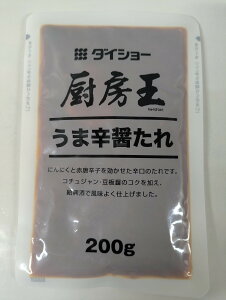 ダイショー
厨房王
うま辛醤たれ
にんにくと赤唐辛子を効かせた辛口のたれです。
コチュジャン・豆板醤のコクを加え、
胎興酒で風味よく仕上げました。
200g